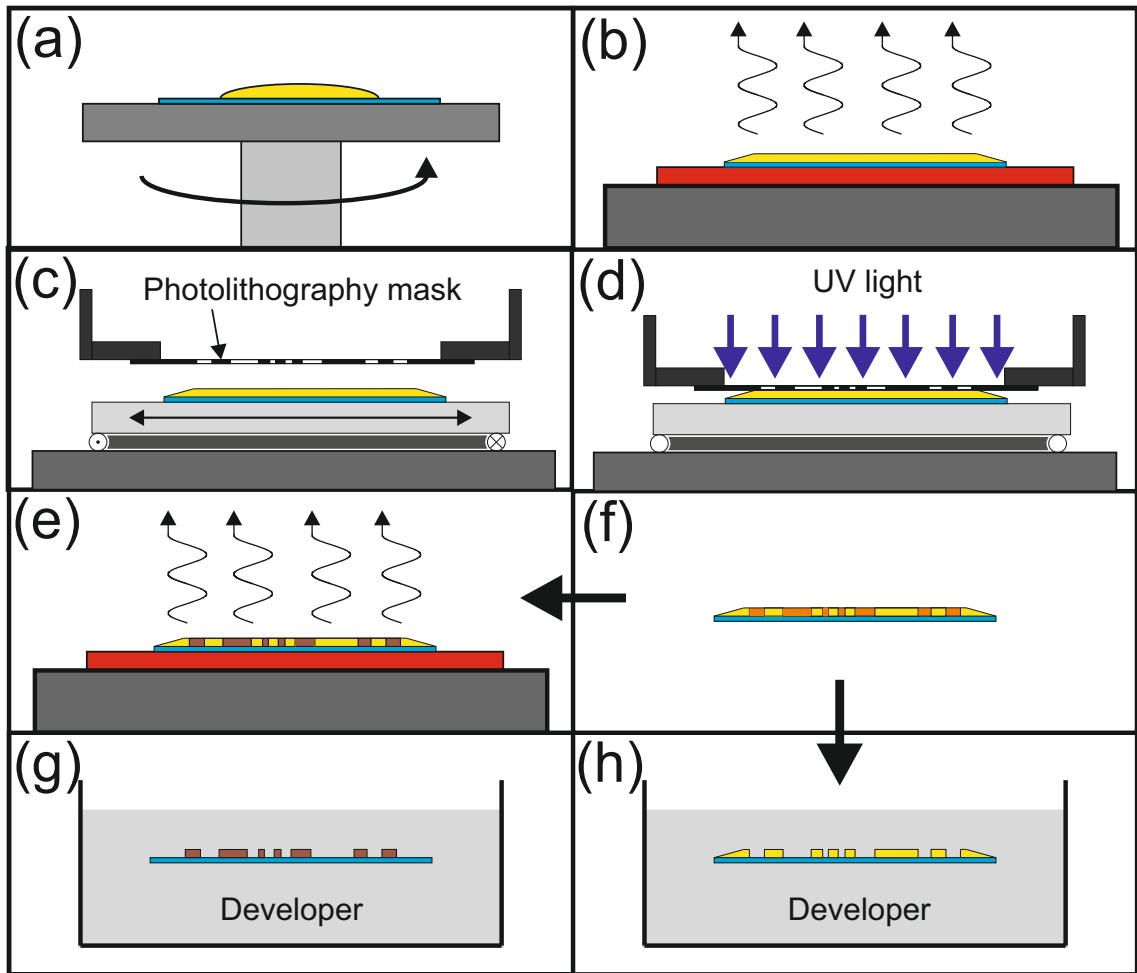 (a)
(b)
(c)
Photolithography mask
(d)
UV light
(e)
(f)
(g)
Developer
(h)
Developer